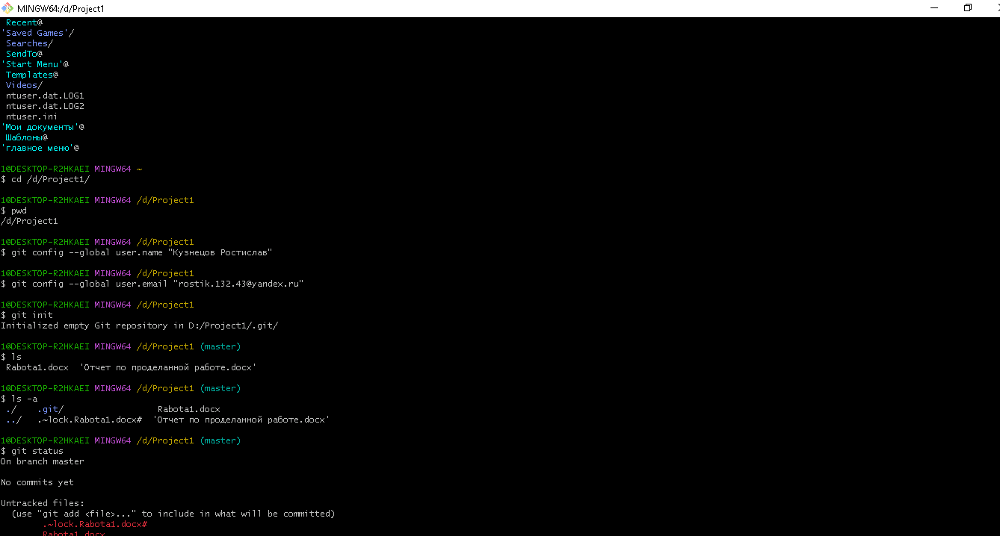 MINGW64:/d/Project1
Recent@
'Saved Games'/
Searches/
SendTo@
'Start Menu'@
Templates@
Videos/
ntuser.dat.LOG1
ntuser.dat.LOG2
ntuser.ini
'Мои документы'@
Шаблоны@
'главное меню'@
1@DESKTOP-R2HKAEI MINGW64 ~
$ cd /d/Project1/
1@DESKTOP-R2HKAEI MINGW64 /d/Project1
$ pwd
/d/Project1
1@DESKTOP-R2HKAEI MINGW64 /d/Project1
$ git config --global user.name "Кузнецов Ростислав"
1@DESKTOP-R2HKAEI MINGW64 /d/Project1
$ git config --global user.email "rostik.132.43@yandex.ru"
1@DESKTOP-R2HKAEI MINGW64 /d/Project1
$ git init
Initialized empty Git repository in D:/Project1/.git/
1@DESKTOP-R2HKAEI MINGW64 /d/Project1 (master)
$ ls
Rabota1.docx  'Отчет по проделанной работе.docx'
1@DESKTOP-R2HKAEI MINGW64 /d/Project1 (master)
$ ls -a
./   .git/   Rabota1.docx
../   .~lock.Rabota1.docx#  'Отчет по проделанной работе.docx'
1@DESKTOP-R2HKAEI MINGW64 /d/Project1 (master)
$ git status
On branch master
No commits yet
Untracked files:
(use "git add <file>..." to include in what will be committed)
.~lock.Rabota1.docx#
Rabota1.docx